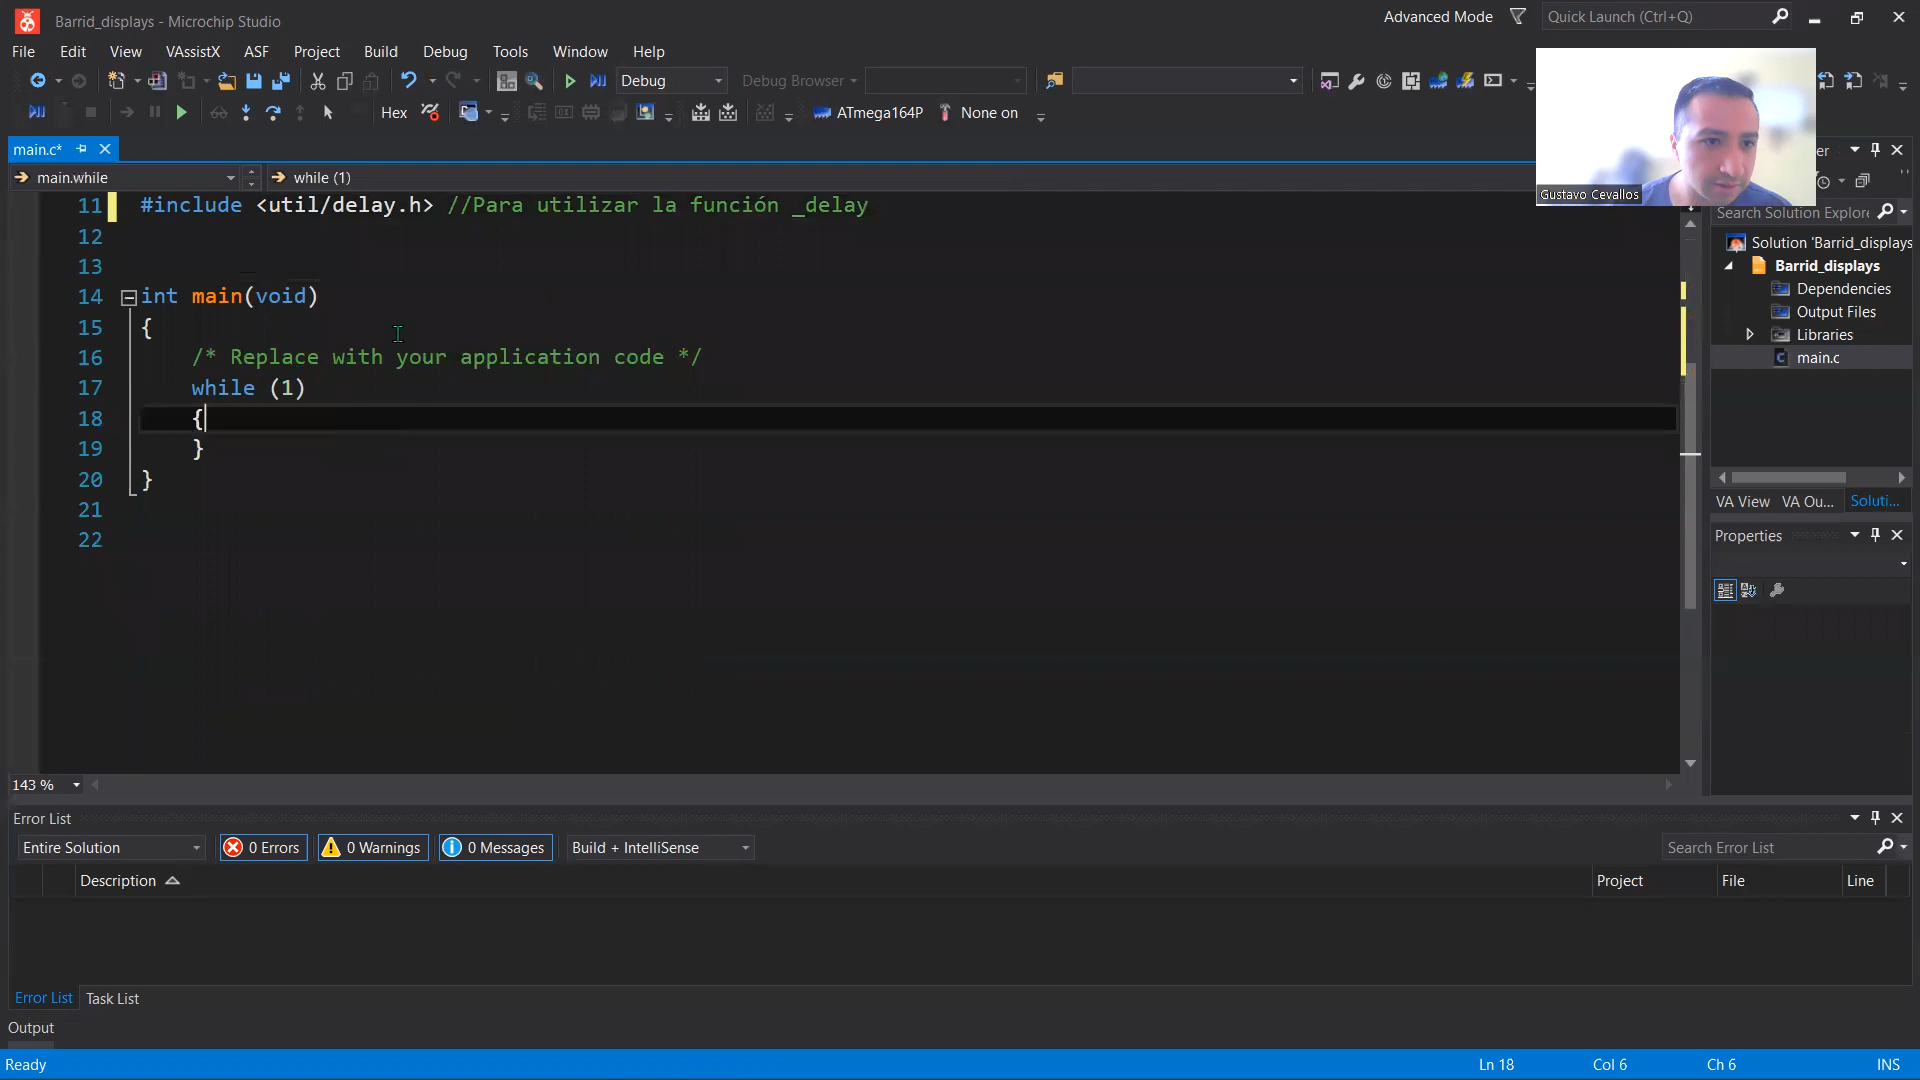 Barrid_displays - Microchip Studio
Advanced Mode
Quick Launch (Ctrl+Q)
File Edit View VAssistX ASF Project Build Debug Tools Window Help
Debug
Debug Browser
Hex
ATmega164P
None on
Gustavo Cevallos
main.c*
er
main.while
while (1)
Search Solution Explore
11 #include <util/delay.h> //Para utilizar la función _delay
12
13
14 int main(void)
15 {
16 /* Replace with your application code */
17 while (1)
18 {
19 }
20 }
21
22
Solution 'Barrid_displays
Barrid_displays
Dependencies
Output Files
Libraries
main.c
VA View VA Ou... Soluti...
Properties
143 %
Error List
Entire Solution
0 Errors
0 Warnings
0 Messages
Build + IntelliSense
Search Error List
Description
Project
File
Line
Error List Task List
Output
Ready
Ln 18
Col 6
Ch 6
INS